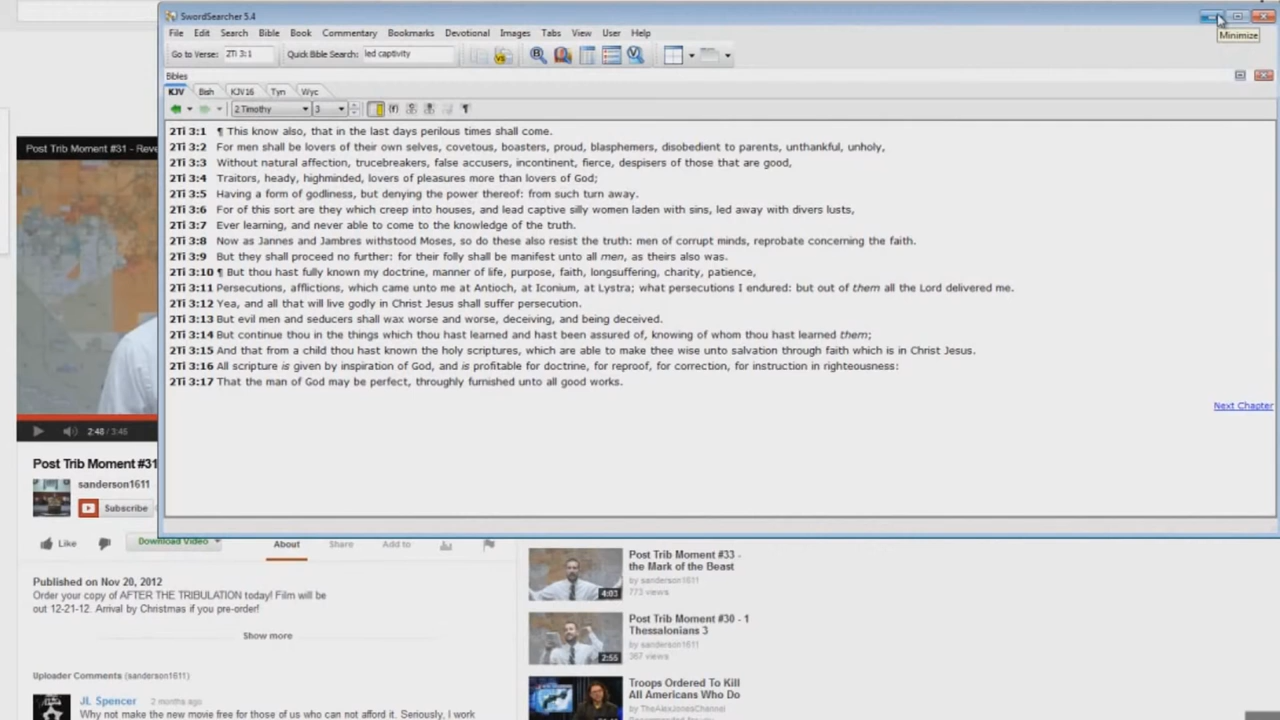 SwordSearcher 5.4
File Edit Search Bible Book Commentary Bookmarks Devotional Images Tabs View User Help
Minimize
Go to Verse: 2Ti 3:1 Quick Bible Search: led captivity
Bibles
KJV Bish KJV16 Tyn Wyc
2 Timothy 3
2Ti 3:1 ¶ This know also, that in the last days perilous times shall come.
2Ti 3:2 For men shall be lovers of their own selves, covetous, boasters, proud, blasphemers, disobedient to parents, unthankful, unholy,
2Ti 3:3 Without natural affection, trucebreakers, false accusers, incontinent, fierce, despisers of those that are good,
2Ti 3:4 Traitors, heady, highminded, lovers of pleasures more than lovers of God;
2Ti 3:5 Having a form of godliness, but denying the power thereof: from such turn away.
2Ti 3:6 For of this sort are they which creep into houses, and lead captive silly women laden with sins, led away with divers lusts,
2Ti 3:7 Ever learning, and never able to come to the knowledge of the truth.
2Ti 3:8 Now as Jannes and Jambres withstood Moses, so do these also resist the truth: men of corrupt minds, reprobate concerning the faith.
2Ti 3:9 But they shall proceed no further: for their folly shall be manifest unto all men, as theirs also was.
2Ti 3:10 ¶ But thou hast fully known my doctrine, manner of life, purpose, faith, longsuffering, charity, patience,
2Ti 3:11 Persecutions, afflictions, which came unto me at Antioch, at Iconium, at Lystra; what persecutions I endured: but out of them all the Lord delivered me.
2Ti 3:12 Yea, and all that will live godly in Christ Jesus shall suffer persecution.
2Ti 3:13 But evil men and seducers shall wax worse and worse, deceiving, and being deceived.
2Ti 3:14 But continue thou in the things which thou hast learned and hast been assured of, knowing of whom thou hast learned them;
2Ti 3:15 And that from a child thou hast known the holy scriptures, which are able to make thee wise unto salvation through faith which is in Christ Jesus.
2Ti 3:16 All scripture is given by inspiration of God, and is profitable for doctrine, for reproof, for correction, for instruction in righteousness:
2Ti 3:17 That the man of God may be perfect, throughly furnished unto all good works.
Next Chapter
Post Trib Moment #31 - Reve
2:48 / 3:45
Post Trib Moment #31
sanderson1611
Subscribe
Like Download Video About Share Add to
Published on Nov 20, 2012
Order your copy of AFTER THE TRIBULATION today! Film will be
out 12-21-12. Arrival by Christmas if you pre-order!
Show more
Uploader Comments (sanderson1611)
JL Spencer 2 months ago
Why not make the new movie free for those of us who can not afford it. Seriously, I work
Post Trib Moment #33 -
the Mark of the Beast
by sanderson1611
773 views
4:03
Post Trib Moment #30 - 1
Thessalonians 3
by sanderson1611
367 views
2:55
Troops Ordered To Kill
All Americans Who Do
by TheAlexJonesChannel